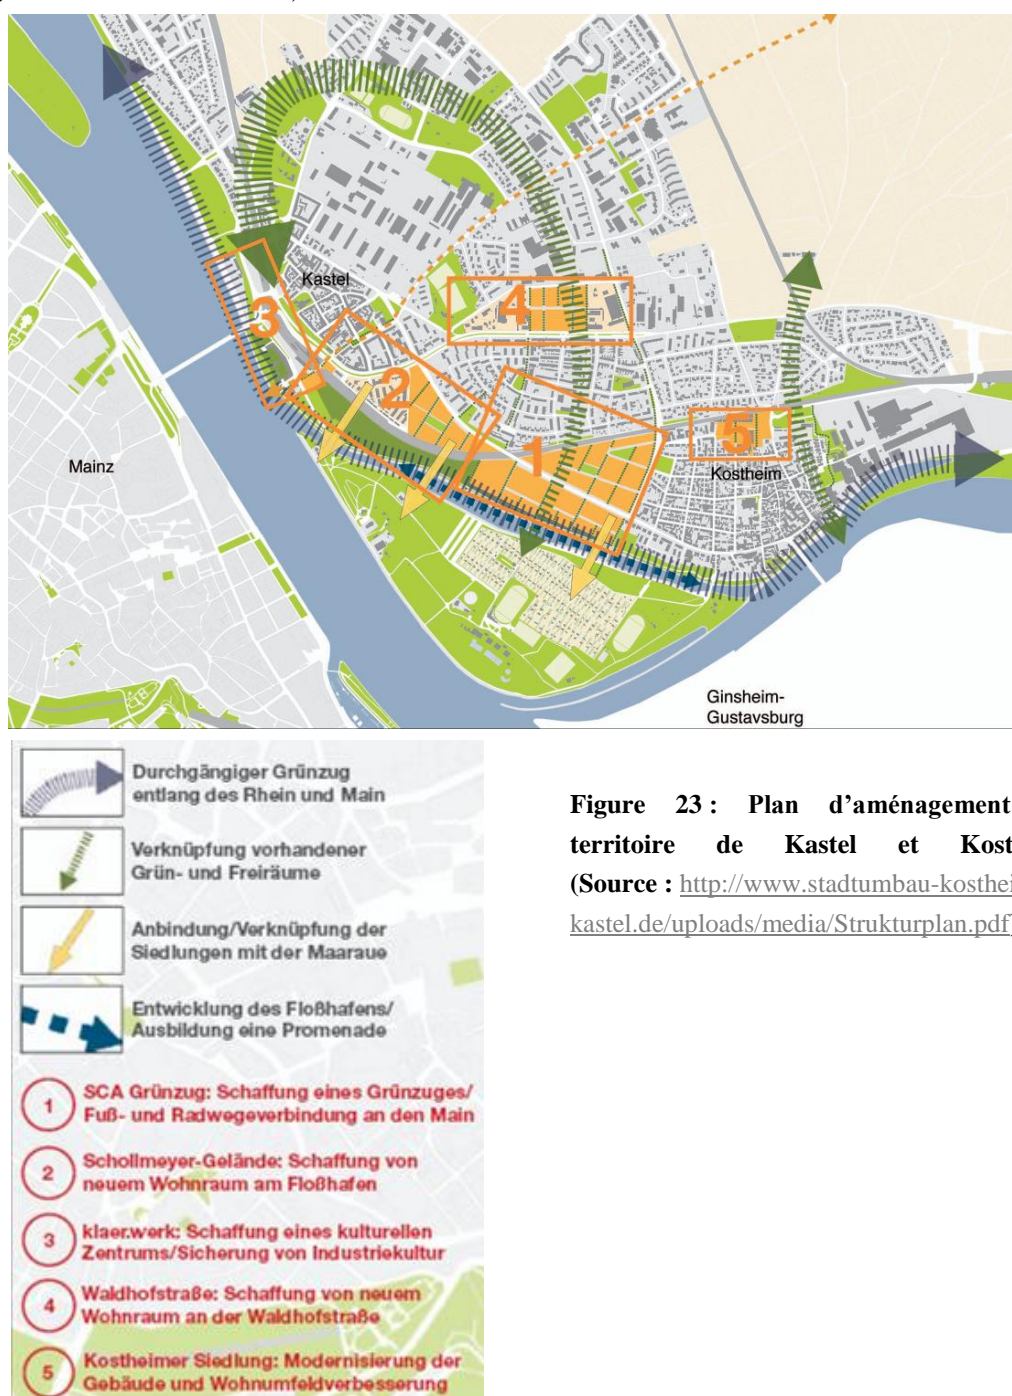 Kastel
3
4
2
1
5
Mainz
Kostheim
Ginsheim-
Gustavsburg
Durchgängiger Grünzug
entlang des Rhein und Main
Verknüpfung vorhandener
Grün- und Freiräume
Anbindung/Verknüpfung der
Siedlungen mit der Maaraue
Entwicklung des Floßhafens/
Ausbildung eine Promenade
1 SCA Grünzug: Schaffung eines Grünzuges/
Fuß- und Radwegeverbindung an den Main
2 Schollmeyer-Gelände: Schaffung von
neuem Wohnraum am Floßhafen
3 klaer.werk: Schaffung eines kulturellen
Zentrums/Sicherung von Industriekultur
4 Waldhofstraße: Schaffung von neuem
Wohnraum an der Waldhofstraße
5 Kostheimer Siedlung: Modernisierung der
Gebäude und Wohnumfeldverbesserung
Figure 23 : Plan d’aménagement
territoire de Kastel et Kost
(Source : http://www.stadtumbau-kosthei
kastel.de/uploads/media/Strukturplan.pdf)